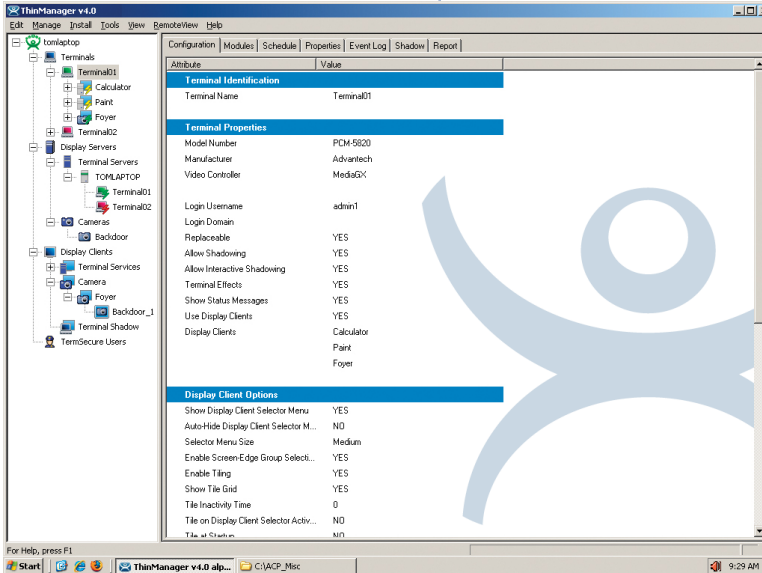 ThinManager v4.0
Edit Manage Install Tools View RemoteView Help
tomlaptop
Terminals
Terminal01
Calculator
Paint
Foyer
Terminal02
Display Servers
Terminal Servers
TOMLAPTOP
Terminal01
Terminal02
Cameras
Backdoor
Display Clients
Terminal Services
Camera
Foyer
Backdoor_1
Terminal Shadow
TermSecure Users
Configuration Modules Schedule Properties Event Log Shadow Report
Attribute Value
Terminal Identification
Terminal Name Terminal01
Terminal Properties
Model Number PCM-5820
Manufacturer Advantech
Video Controller MediaGX
Login Username admin1
Login Domain
Replaceable YES
Allow Shadowing YES
Allow Interactive Shadowing YES
Terminal Effects YES
Show Status Messages YES
Use Display Clients YES
Display Clients Calculator
Paint
Foyer
Display Client Options
Show Display Client Selector Menu YES
Auto-Hide Display Client Selector M... NO
Selector Menu Size Medium
Enable Screen-Edge Group Selecti... YES
Enable Tiling YES
Show Tile Grid YES
Tile Inactivity Time 0
Tile on Display Client Selector Activ... NO
Tile at Startup NO
For Help, press F1
Start ThinManager v4.0 alp... C:\ACP_Misc 9:29 AM